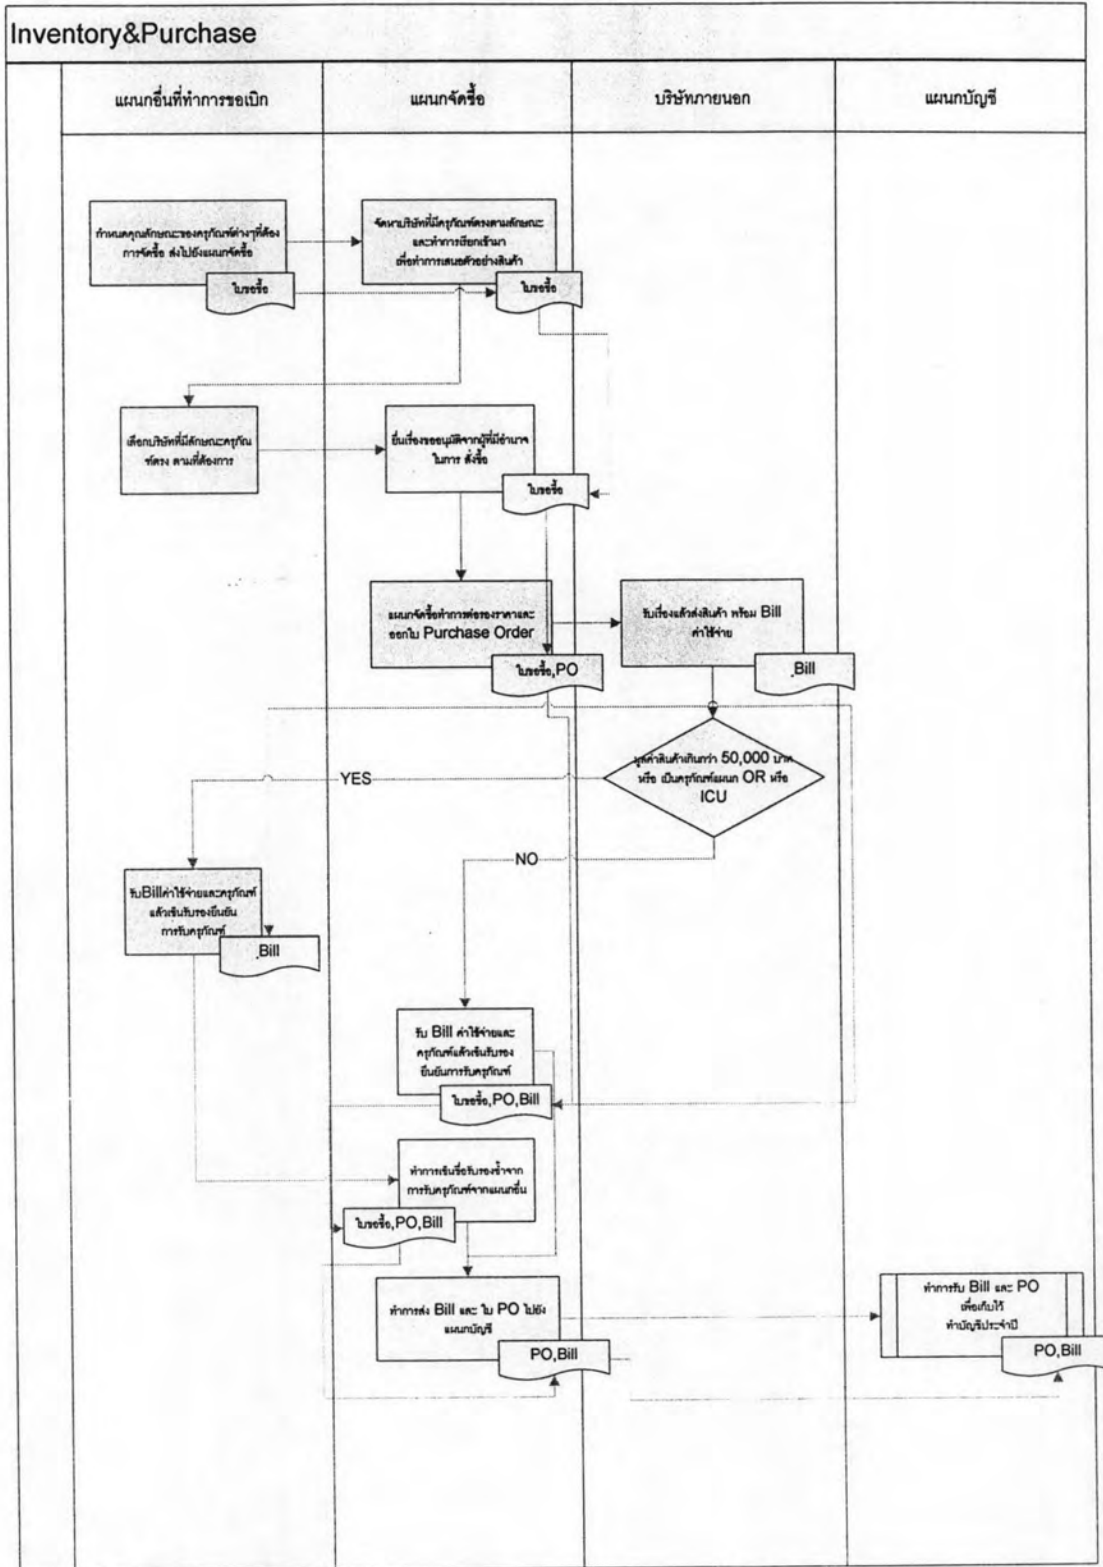 Inventory&Purchase
แผนกอื่นที่ทำการขอเบิก
แผนกจัดซื้อ
บริษัทภายนอก
แผนกบัญชี
กำหนดคุณลักษณะของครุภัณฑ์ต่างๆที่ต้อง
การจัดซื้อ ส่งไปยังแผนกจัดซื้อ
ใบขอซื้อ
จัดหาบริษัทที่มีครุภัณฑ์ตรงตามลักษณะ
และทำการเรียกเข้ามา
เพื่อทำการเสนอตัวอย่างสินค้า
ใบขอซื้อ
เลือกบริษัทที่มีลักษณะครุภัณ
ฑ์ตรง ตามที่ต้องการ
ยื่นเรื่องขออนุมัติจากผู้ที่มีอำนาจ
ในการ สั่งซื้อ
ใบขอซื้อ
แผนกจัดซื้อทำการต่อรองราคาและ
ออกใบ Purchase Order
ใบขอซื้อ,PO
รับเรื่องแล้วส่งสินค้า พร้อม Bill
ค่าใช้จ่าย
Bill
มูลค่าสินค้าเกินกว่า 50,000 บาท
หรือ เป็นครุภัณฑ์แผนก OR หรือ
ICU
YES
NO
รับBillค่าใช้จ่ายและครุภัณฑ์
แล้วเซ็นรับรองยืนยัน
การรับครุภัณฑ์
Bill
รับ Bill ค่าใช้จ่ายและ
ครุภัณฑ์แล้วเซ็นรับรอง
ยืนยันการรับครุภัณฑ์
ใบขอซื้อ,PO,Bill
ทำการเซ็นชื่อรับรองซ้ำจาก
การรับครุภัณฑ์จากแผนกอื่น
ใบขอซื้อ,PO,Bill
ทำการส่ง Bill และ ใบ PO ไปยัง
แผนกบัญชี
PO,Bill
ทำการรับ Bill และ PO
เพื่อเก็บไว้
ทำบัญชีประจำปี
PO,Bill